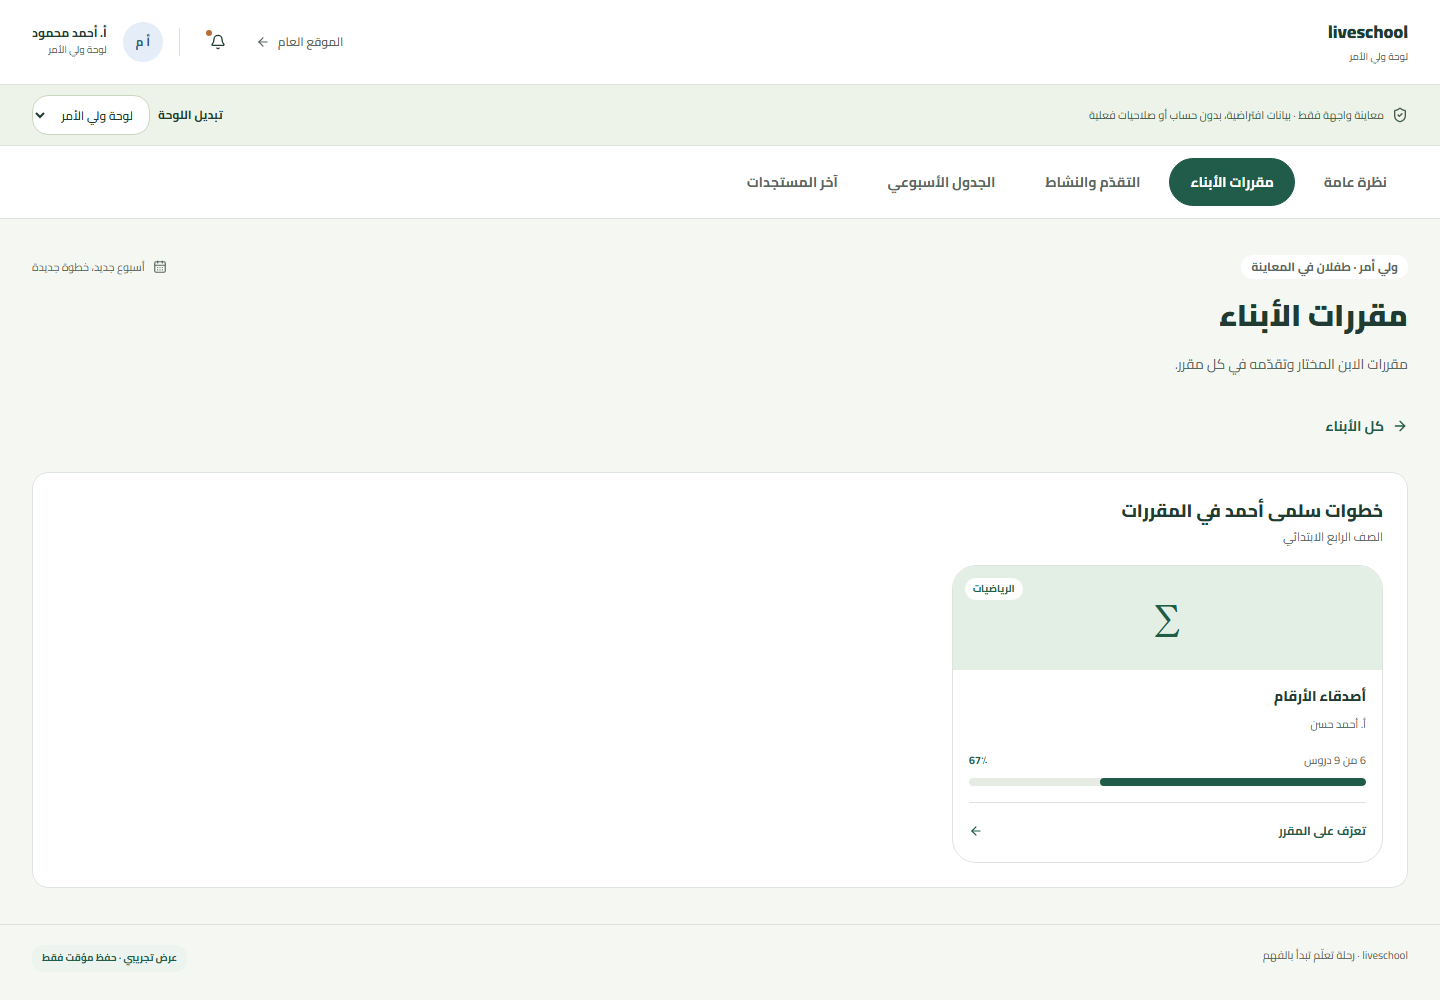 liveschool
لوحة ولي الأمر
الموقع العام
أ م
أ. أحمد محمود
لوحة ولي الأمر
معاينة واجهة فقط · بيانات افتراضية، بدون حساب أو صلاحيات فعلية
تبديل اللوحة
لوحة ولي الأمر
نظرة عامة
مقررات الأبناء
التقدّم والنشاط
الجدول الأسبوعي
آخر المستجدات
ولي أمر · طفلان في المعاينة
أسبوع جديد، خطوة جديدة
مقررات الأبناء
مقررات الابن المختار وتقدّمه في كل مقرر.
كل الأبناء
خطوات سلمى أحمد في المقررات
الصف الرابع الابتدائي
الرياضيات
∑
أصدقاء الأرقام
أ. أحمد حسن
6 من 9 دروس
67٪
تعرّف على المقرر
liveschool · رحلة تعلّم تبدأ بالفهم
عرض تجريبي · حفظ مؤقت فقط